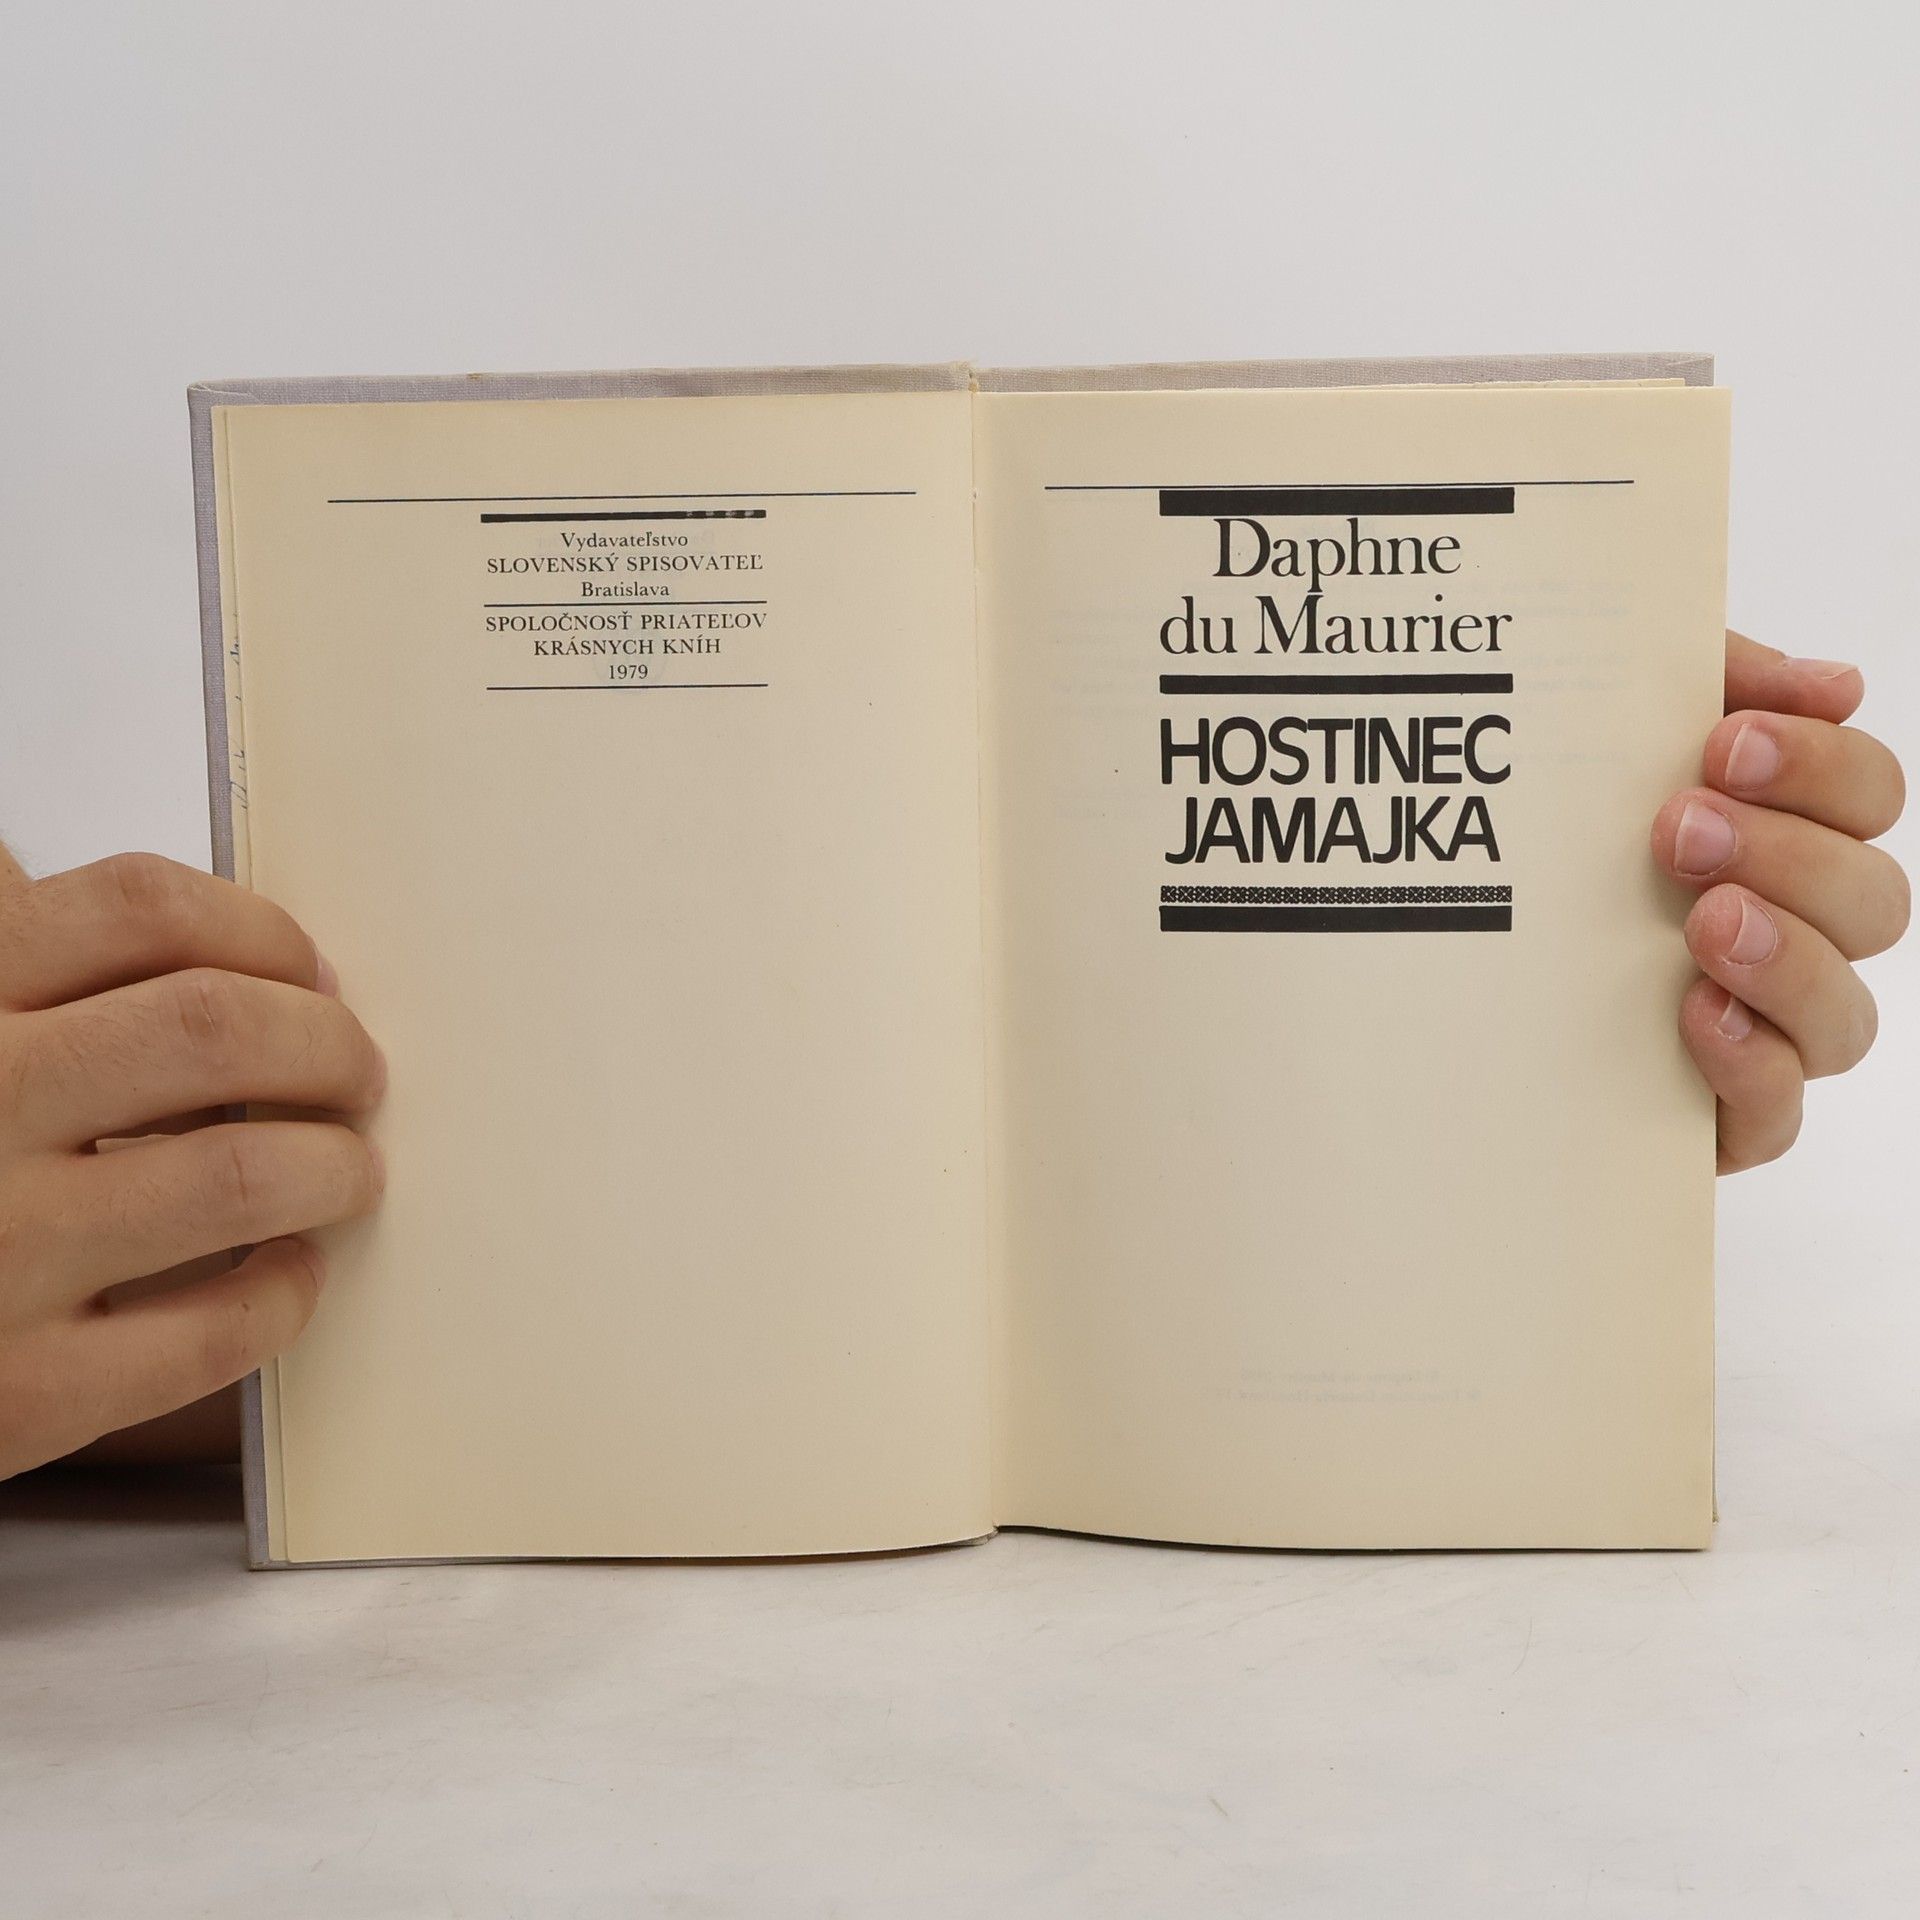 Vydavateľstvo
SLOVENSKÝ SPISOVATEĽ
Bratislava
SPOLOČNOSŤ PRIATEĽOV
KRÁSNYCH KNÍH
1979
Daphne
du Maurier
HOSTINEC
JAMAJKA